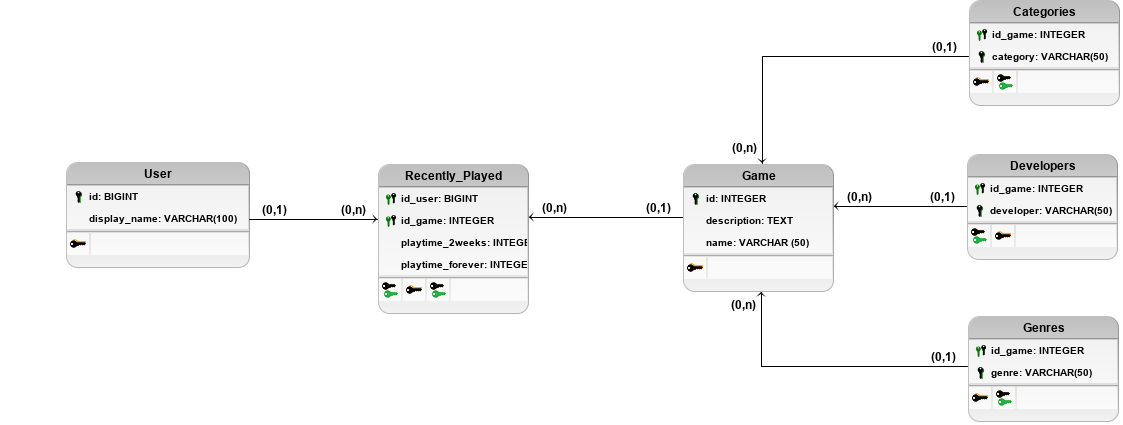 Categories
id_game: INTEGER
category: VARCHAR(50)
(0,1)
(0,n)
User
id: BIGINT
display_name: VARCHAR(100)
(0,1)
(0,n)
Recently_Played
id_user: BIGINT
id_game: INTEGER
playtime_2weeks: INTEGE
playtime_forever: INTEGE
(0,n)
(0,1)
Game
id: INTEGER
description: TEXT
name: VARCHAR (50)
(0,n)
(0,1)
Developers
id_game: INTEGER
developer: VARCHAR(50)
(0,n)
(0,1)
Genres
id_game: INTEGER
genre: VARCHAR(50)